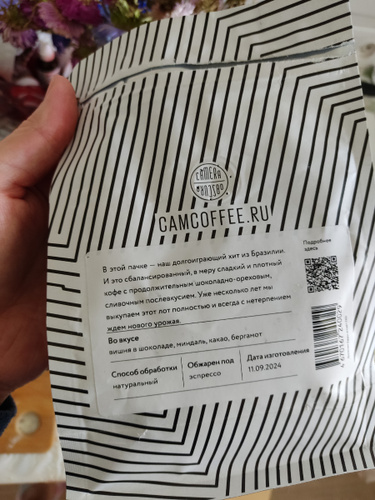 CAMERA
OBSCURA
CAMCOFFEE.RU
Подробнее
здесь
В этой пачке — наш долгоиграющий хит из Бразилии.
И это сбалансированный, в меру сладкий и плотный
кофе с продолжительным шоколадно-ореховым,
сливочным послевкусием. Уже несколько лет мы
выкупаем этот лот полностью и всегда с нетерпением
ждем нового урожая.
Во вкусе
вишня в шоколаде, миндаль, какао, бергамот
Способ обработки
натуральный
Обжарен под
эспрессо
Дата изготовления
11.09.2024